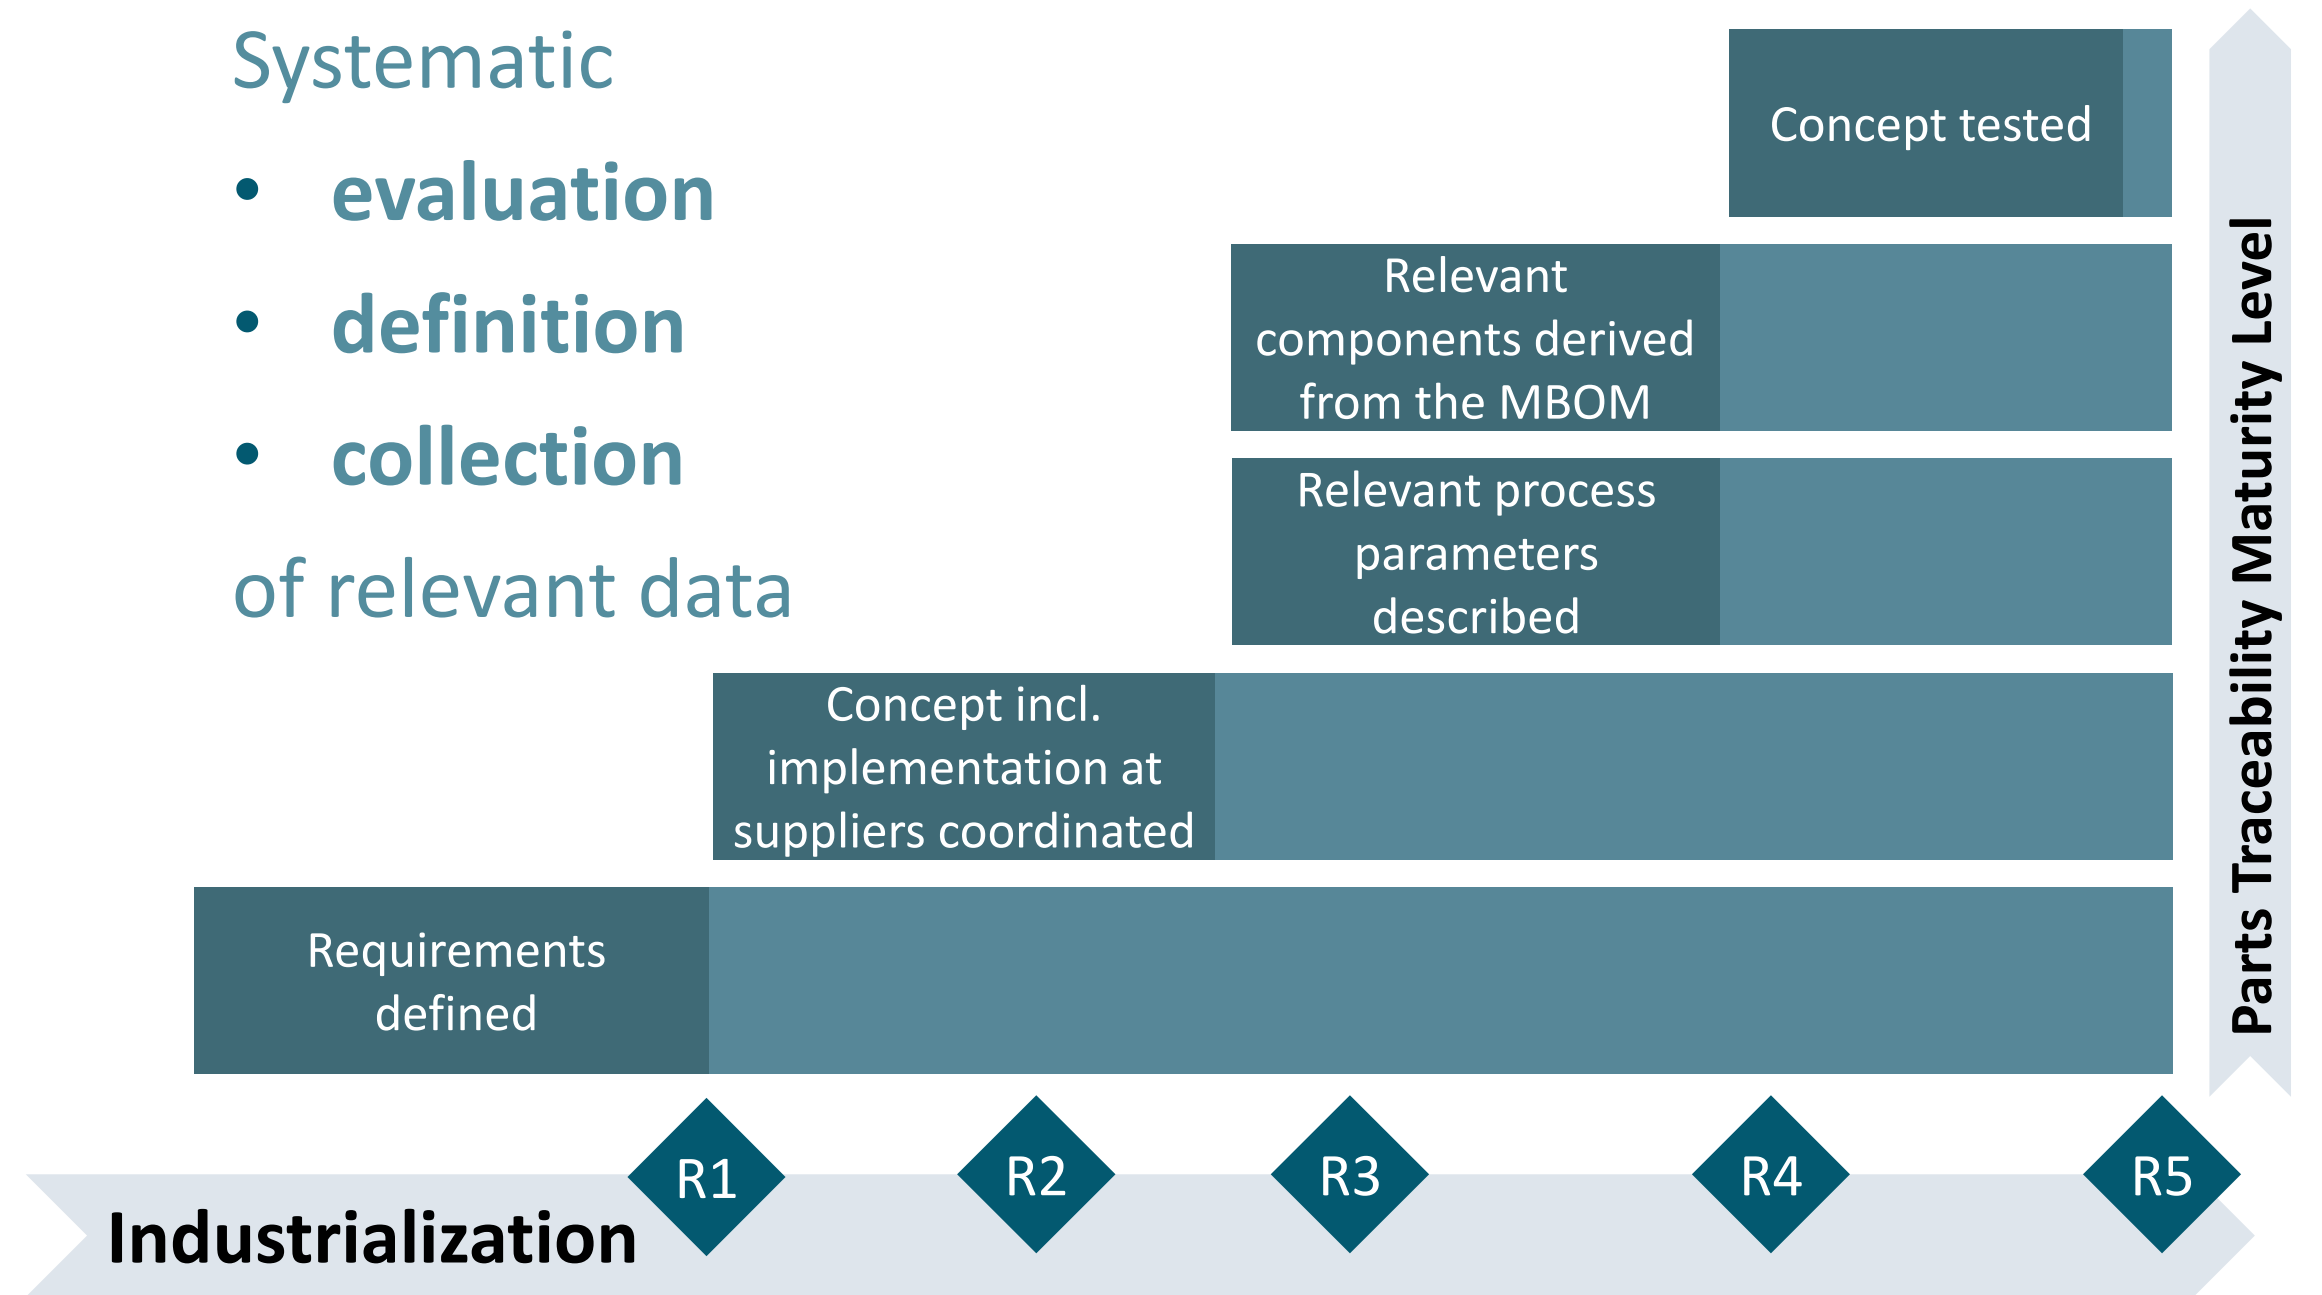 Systematic
• evaluation
• definition
• collection
of relevant data
Concept tested
Relevant
components derived
from the MBOM
Relevant process
parameters
described
Concept incl.
implementation at
suppliers coordinated
Requirements
defined
Parts Traceability Maturity Level
R1
R2
R3
R4
R5
Industrialization